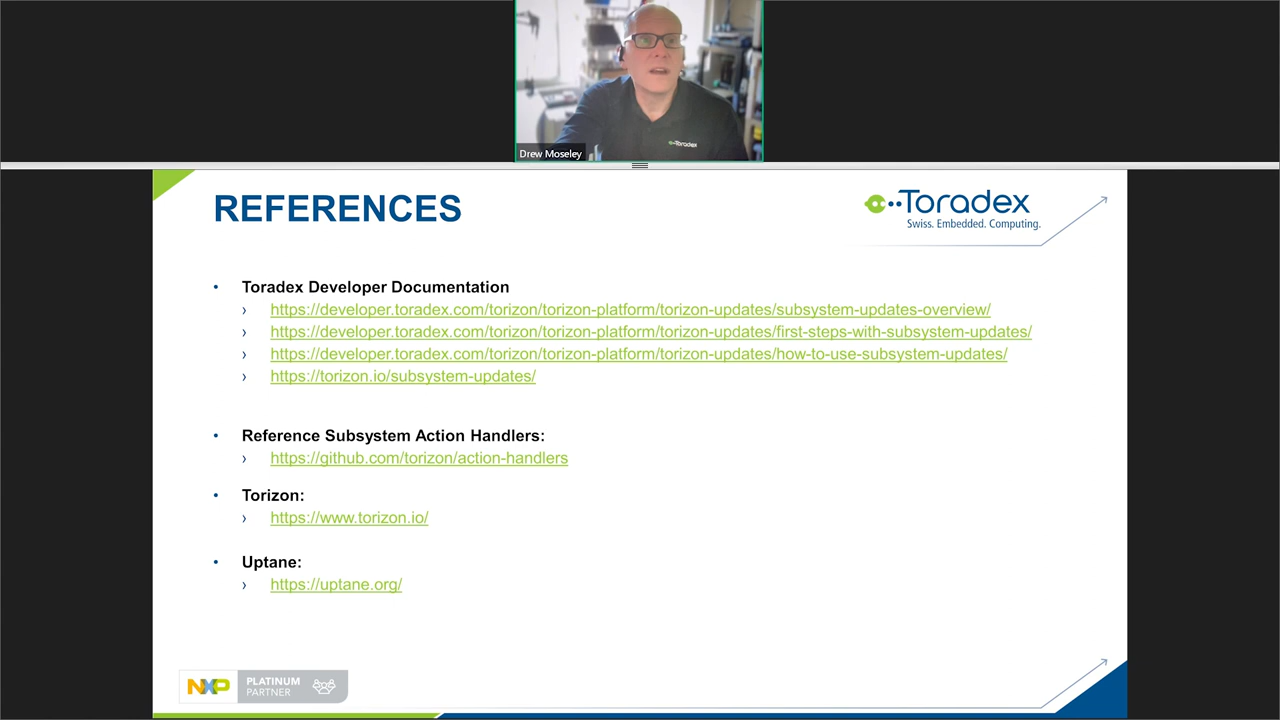 Toradex
Drew Moseley
REFERENCES
Toradex
Swiss. Embedded. Computing.
• Toradex Developer Documentation
› https://developer.toradex.com/torizon/torizon-platform/torizon-updates/subsystem-updates-overview/
› https://developer.toradex.com/torizon/torizon-platform/torizon-updates/first-steps-with-subsystem-updates/
› https://developer.toradex.com/torizon/torizon-platform/torizon-updates/how-to-use-subsystem-updates/
› https://torizon.io/subsystem-updates/
• Reference Subsystem Action Handlers:
› https://github.com/torizon/action-handlers
• Torizon:
› https://www.torizon.io/
• Uptane:
› https://uptane.org/
NXP
PLATINUM
PARTNER